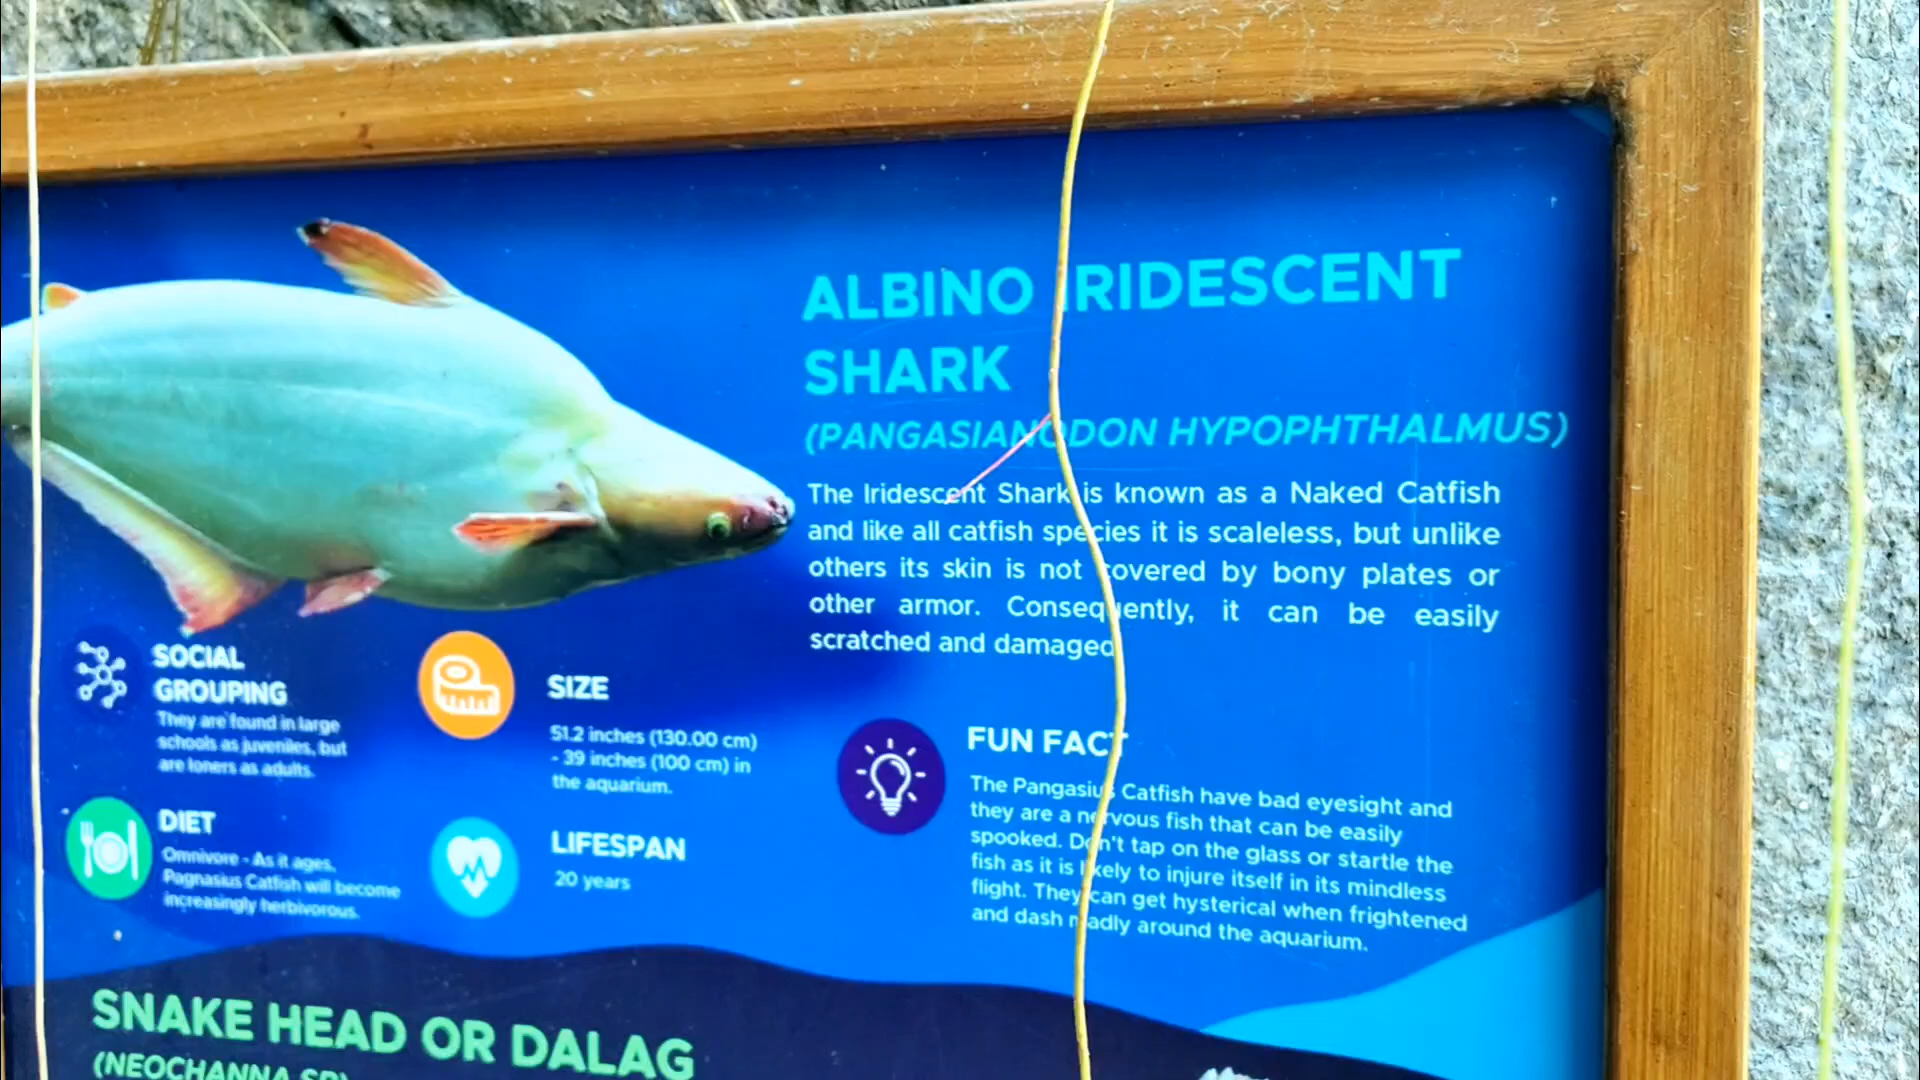 ALBINO IRIDESCENT
SHARK
(PANGASIANODON HYPOPHTHALMUS)
The Iridescent Shark is known as a Naked Catfish
and like all catfish species it is scaleless, but unlike
others its skin is not covered by bony plates or
other armor. Consequently, it can be easily
scratched and damaged
SOCIAL
GROUPING
They are found in large
schools as juveniles, but
are loners as adults.
SIZE
51.2 inches (130.00 cm)
- 39 inches (100 cm) in
the aquarium.
DIET
Omnivore - As it ages,
Pagnasius Catfish will become
increasingly herbivorous.
LIFESPAN
20 years
FUN FACT
The Pangasius Catfish have bad eyesight and
they are a nervous fish that can be easily
spooked. Don't tap on the glass or startle the
fish as it is likely to injure itself in its mindless
flight. They can get hysterical when frightened
and dash madly around the aquarium.
SNAKE HEAD OR DALAG
(NEOCHANNA SP)